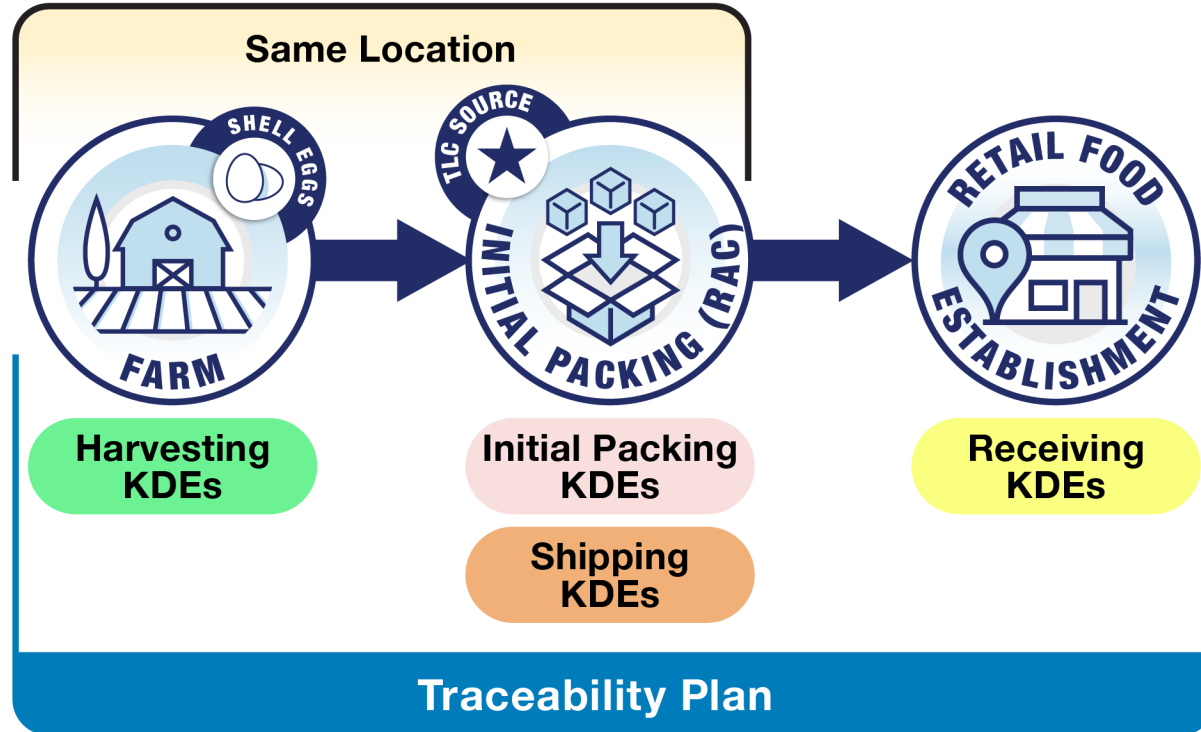 Same Location
SHELL EGGS
FARM
TLC SOURCE
INITIAL PACKING (RAC)
RETAIL FOOD
ESTABLISHMENT
Harvesting
KDEs
Initial Packing
KDEs
Receiving
KDEs
Shipping
KDEs
Traceability Plan